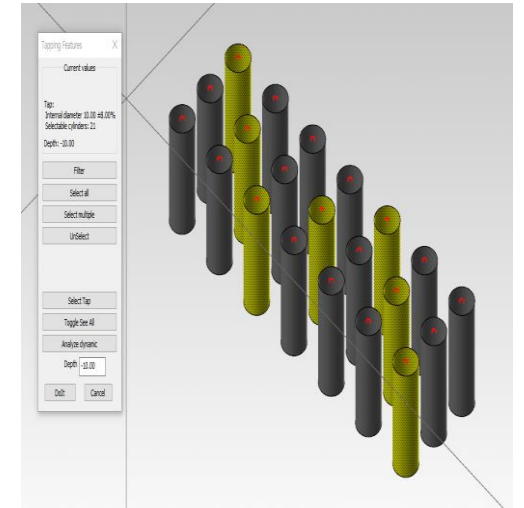 Tapping Features
Current values
Tap:
Internal diameter 10.00 ±8.00%
Selectable cylinders: 21
Depth: -10.00
Filter
Select all
Select multiple
UnSelect
Select Tap
Toggle See All
Analyze dynamic
Depth -10.00
DoIt Cancel